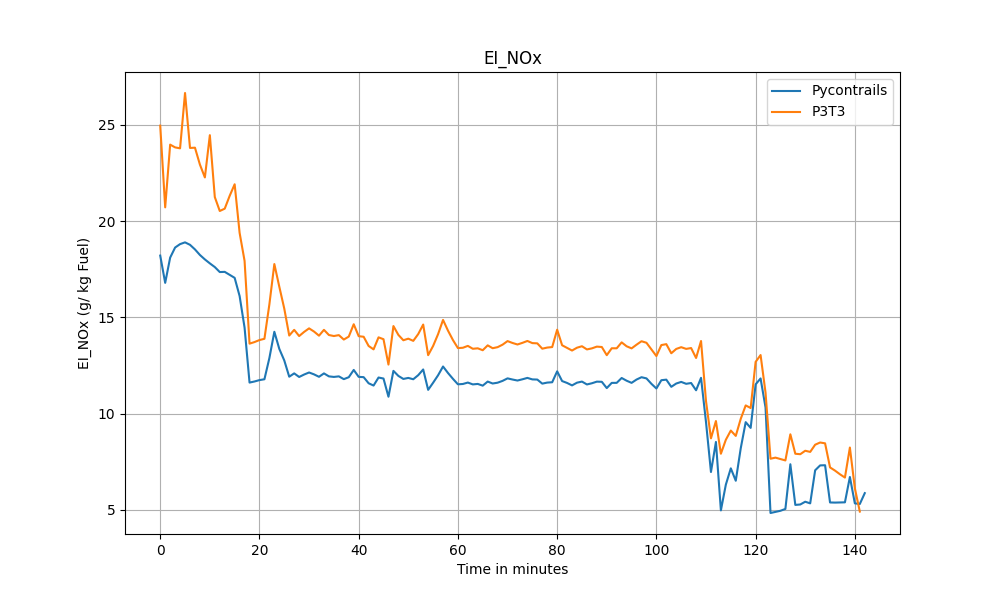 EI_NOx
Pycontrails
P3T3
EI_NOx (g/ kg Fuel)
25
20
15
10
5
0 20 40 60 80 100 120 140
Time in minutes